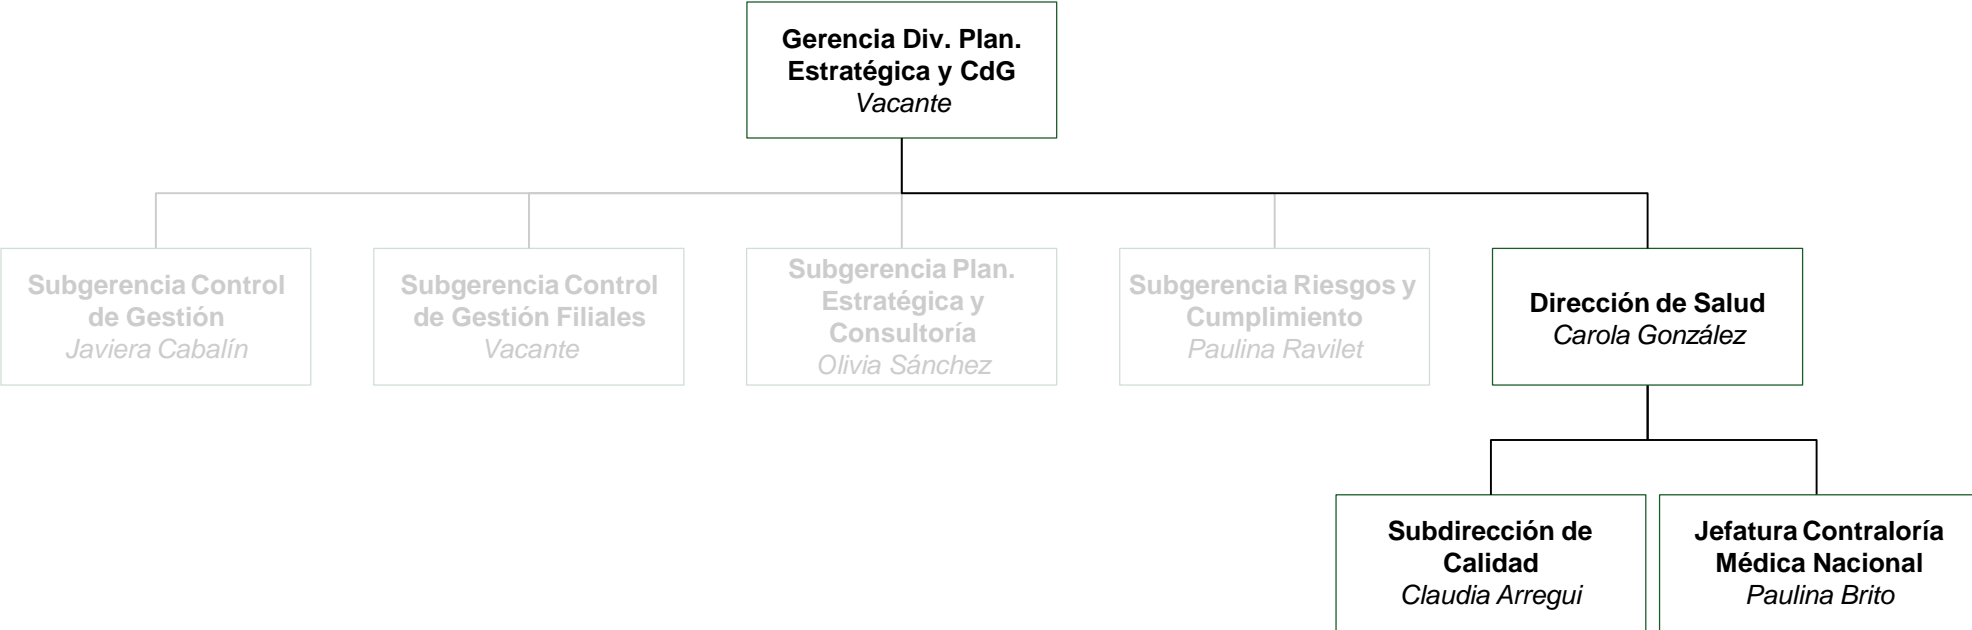 Gerencia Div. Plan.
Estratégica y CdG
Vacante
Subgerencia Control
de Gestión
Javiera Cabalín
Subgerencia Control
de Gestión Filiales
Vacante
Subgerencia Plan.
Estratégica y
Consultoría
Olivia Sánchez
Subgerencia Riesgos y
Cumplimiento
Paulina Ravilet
Dirección de Salud
Carola González
Subdirección de
Calidad
Claudia Arregui
Jefatura Contraloría
Médica Nacional
Paulina Brito